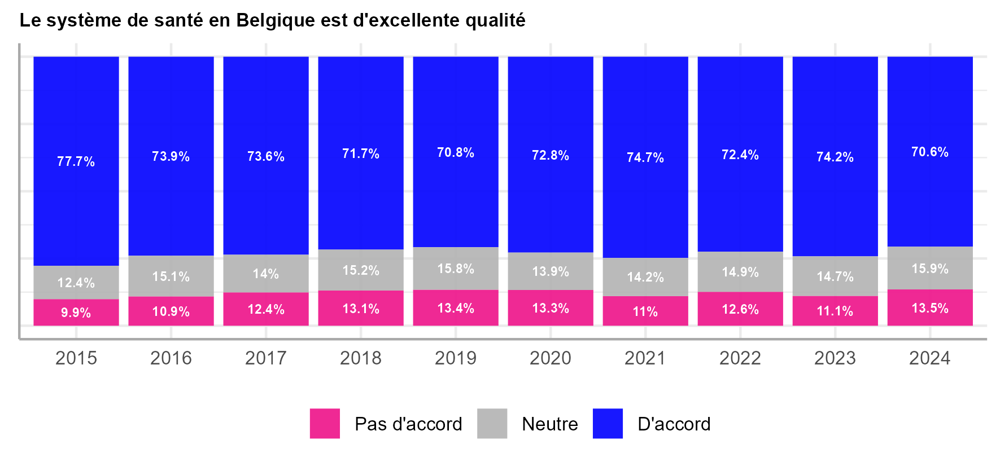 Le système de santé en Belgique est d'excellente qualité
77.7% 73.9% 73.6% 71.7% 70.8% 72.8% 74.7% 72.4% 74.2% 70.6%
12.4% 15.1% 14% 15.2% 15.8% 13.9% 14.2% 14.9% 14.7% 15.9%
9.9% 10.9% 12.4% 13.1% 13.4% 13.3% 11% 12.6% 11.1% 13.5%
2015 2016 2017 2018 2019 2020 2021 2022 2023 2024
Pas d'accord Neutre D'accord